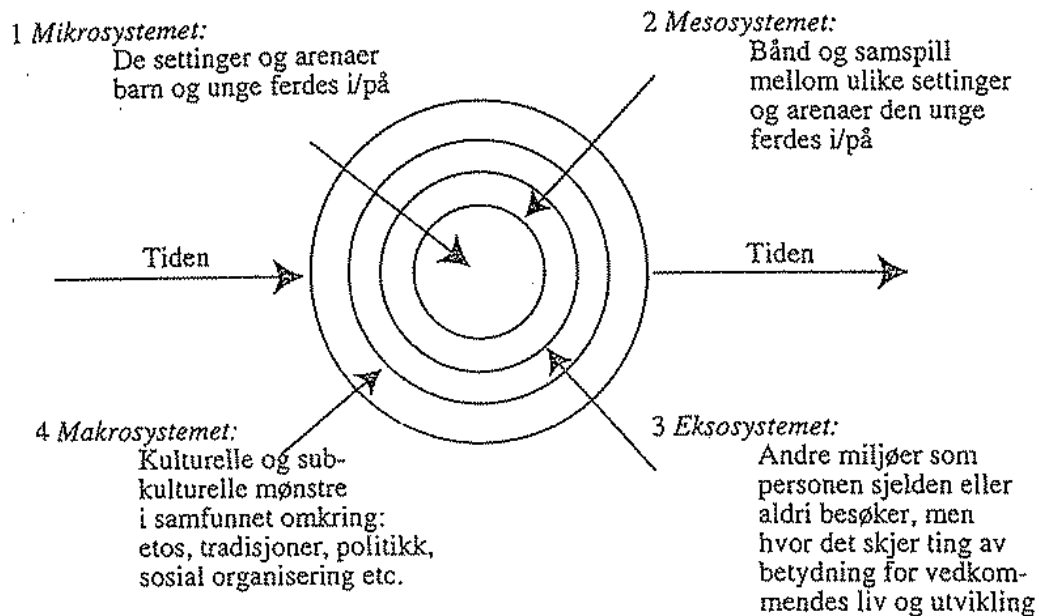 1 Mikrosystemet:
De settinger og arenaer
barn og unge ferdes i/på
2 Mesosystemet:
Bånd og samspill
mellom ulike settinger
og arenaer den unge
ferdes i/på
Tiden
Tiden
4 Makrosystemet:
Kulturelle og sub-
kulturelle mønstre
i samfunnet omkring:
etos, tradisjoner, politikk,
sosial organisering etc.
3 Eksosystemet:
Andre miljøer som
personen sjelden eller
aldri besøker, men
hvor det skjer ting av
betydning for vedkom-
mendes liv og utvikling